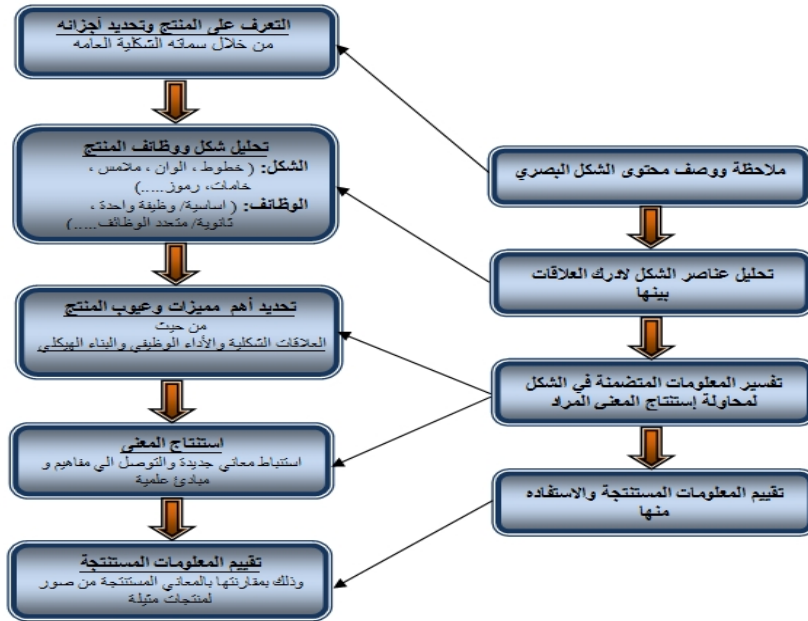 ملاحظة ووصف محتوى الشكل البصري
تحليل عناصر الشكل لادرك العلاقات
بينها
تفسير المعلومات المتضمنة في الشكل
لمحاولة إستنتاج المعنى المراد
تقييم المعلومات المستنتجة والاستفاده
منها
التعرف على المنتج وتحديد أجزائه
من خلال سماته الشكلية العامه
تحليل شكل ووظائف المنتج
الشكل: ( خطوط ، الوان ، ملامس ،
خامات، رموز.....)
الوظائف: ( اساسية/ وظيفة واحدة ،
ثانوية/ متعدد الوظائف.....)
تحديد أهم مميزات وعيوب المنتج
من حيث
العلاقات الشكلية والأداء الوظيفي والبناء الهيكلي
استنتاج المعنى
استنباط معاني جديدة والتوصل الي مفاهيم و
مبادئ علمية
تقييم المعلومات المستنتجة
وذلك بمقارنتها بالمعاني المستنتجة من صور
لمنتجات مثيلة